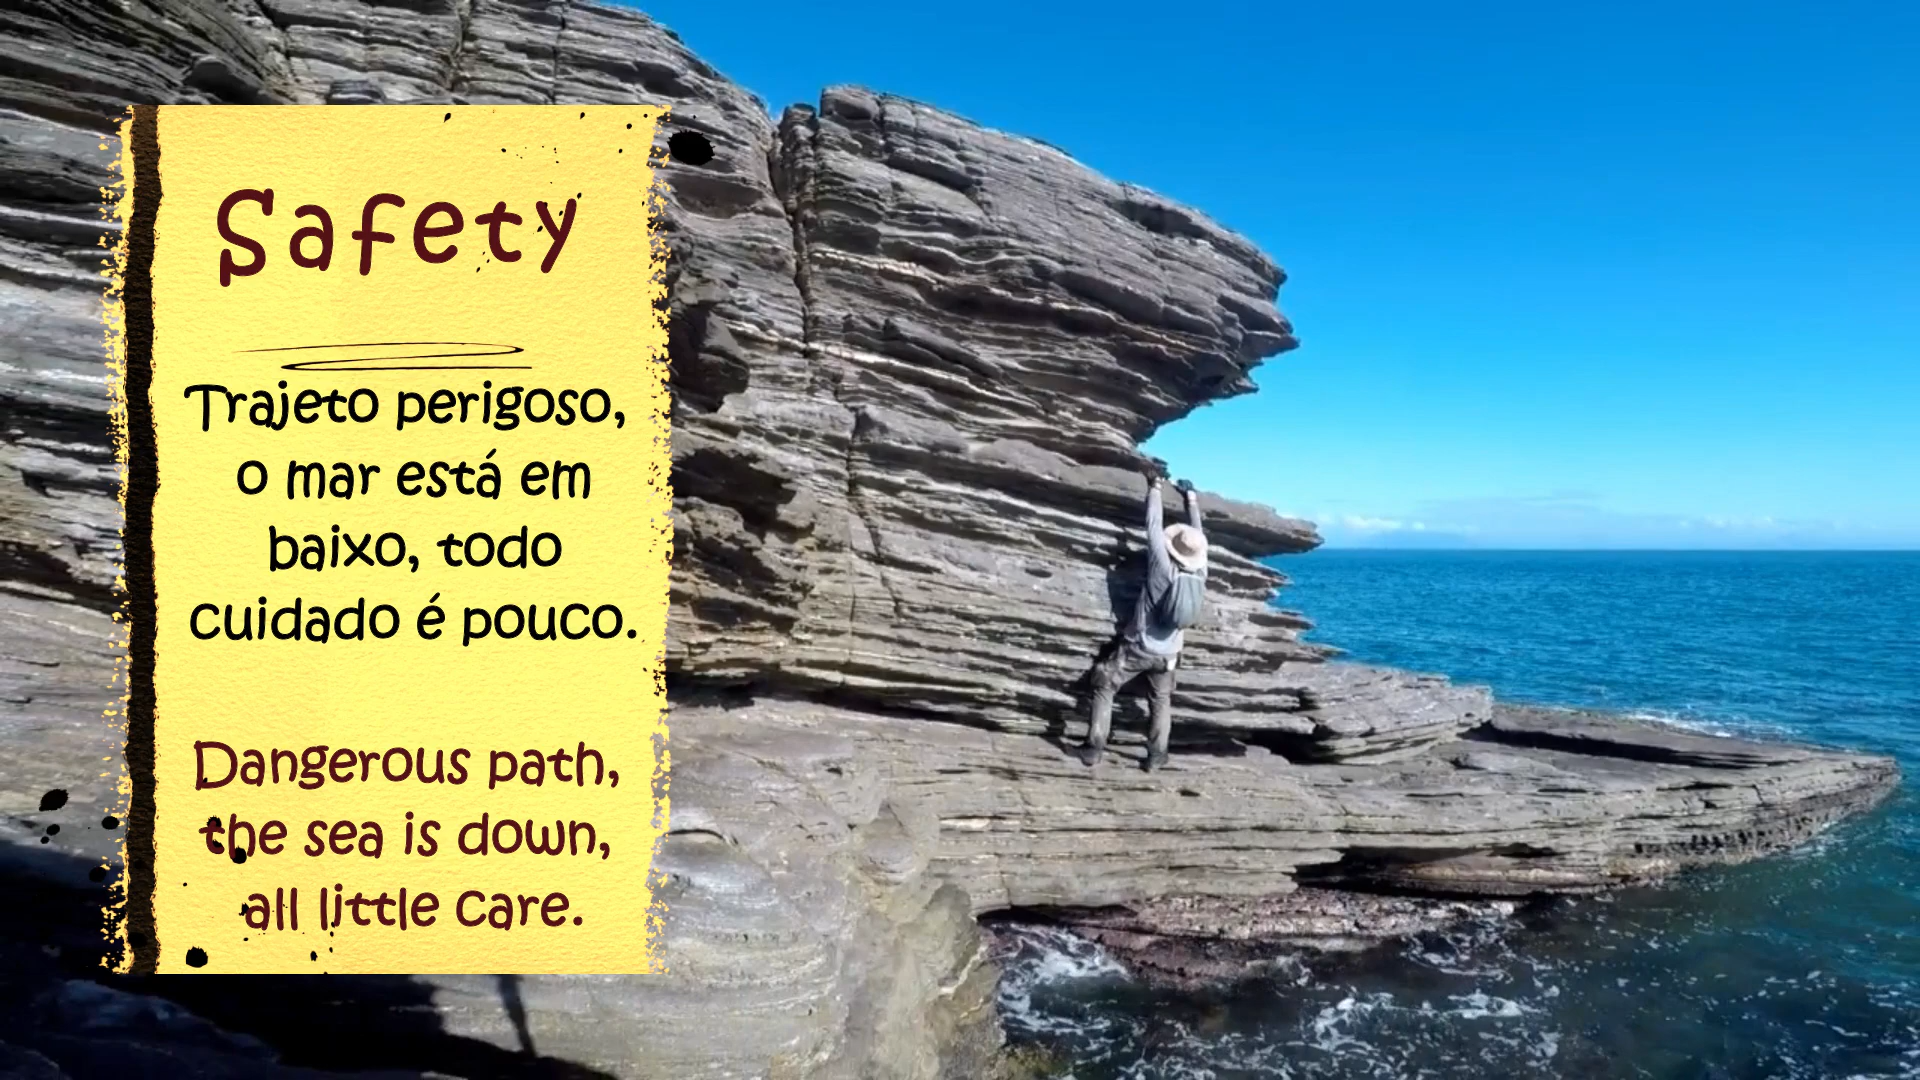 Safety
Trajeto perigoso,
o mar está em
baixo, todo
cuidado é pouco.
Dangerous path,
the sea is down,
all little care.